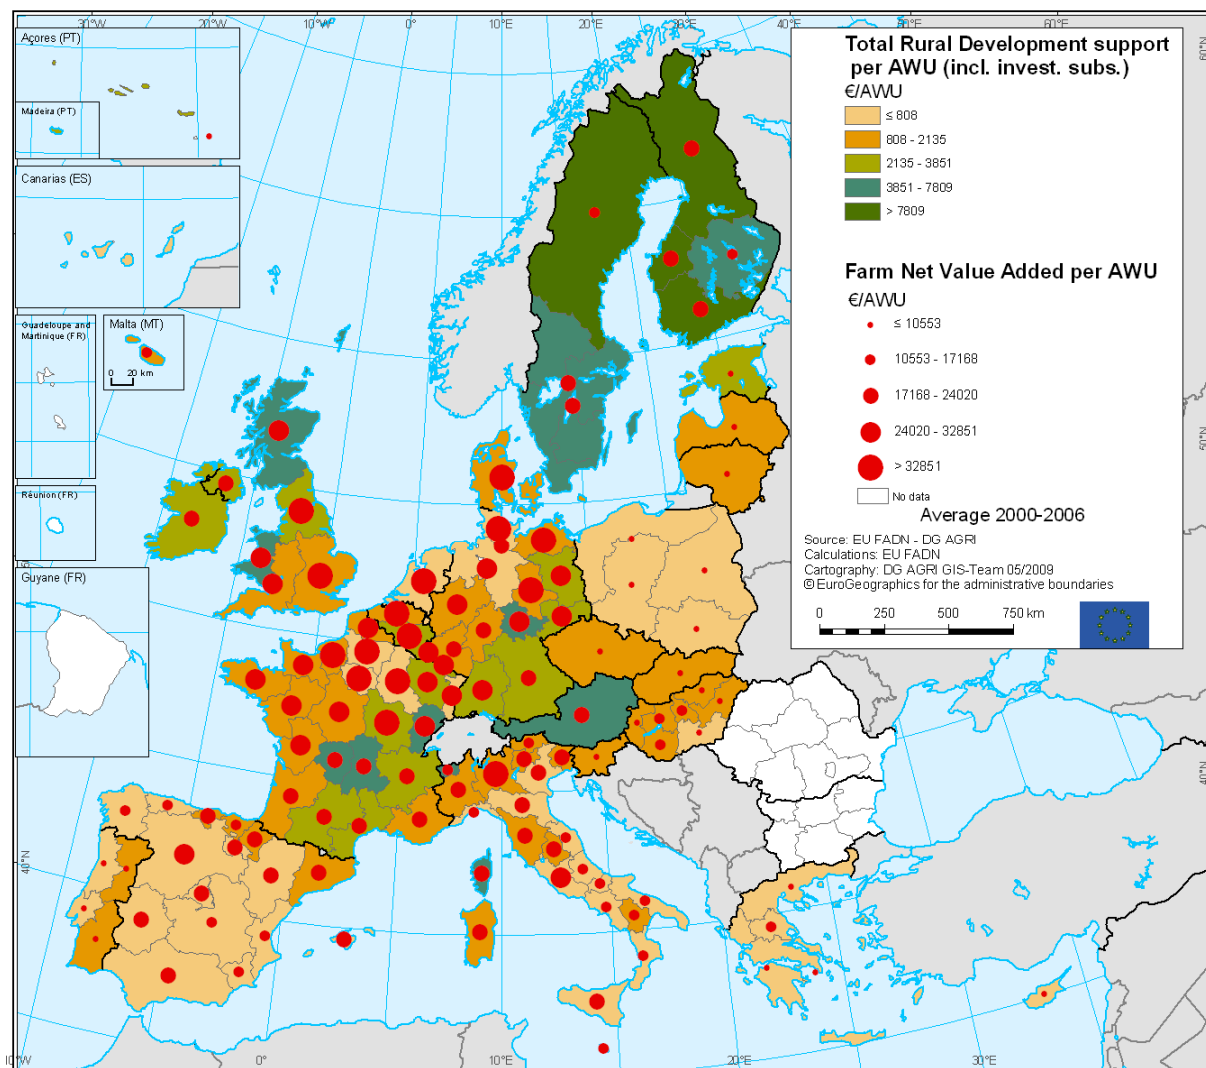 30°W
20°W
10°W
0°
10°E
20°E
30°E
40°E
50°E
60°E
Açores (PT)
Madeira (PT)
Canarias (ES)
Guadeloupe and
Martinique (FR)
Malta (MT)
0 20 km
Réunion (FR)
Guyane (FR)
Total Rural Development support
per AWU (incl. invest. subs.)
€/AWU
≤ 808
808 - 2135
2135 - 3851
3851 - 7809
> 7809
Farm Net Value Added per AWU
€/AWU
≤ 10553
10553 - 17168
17168 - 24020
24020 - 32851
> 32851
No data
Average 2000-2006
Source: EU FADN - DG AGRI
Calculations: EU FADN
Cartography: DG AGRI GIS-Team 05/2009
© EuroGeographics for the administrative boundaries
0 250 500 750 km
60°N
50°N
40°N
40°N
10°W
0°
10°E
20°E
30°E